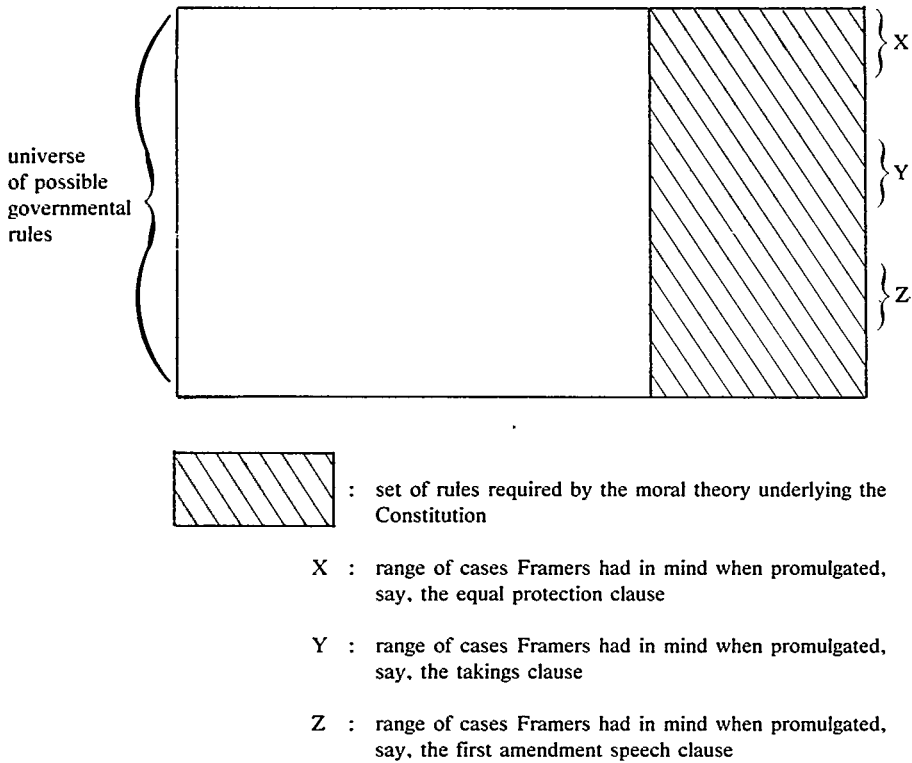 X
universe
of possible
governmental
rules
Y
Z
: set of rules required by the moral theory underlying the
Constitution
X : range of cases Framers had in mind when promulgated,
say, the equal protection clause
Y : range of cases Framers had in mind when promulgated,
say, the takings clause
Z : range of cases Framers had in mind when promulgated,
say, the first amendment speech clause